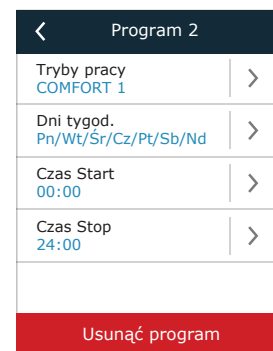 Program 2
Tryby pracy
COMFORT 1
Dni tygod.
Pn/Wt/Śr/Cz/Pt/Sb/Nd
Czas Start
00:00
Czas Stop
24:00
Usunąć program